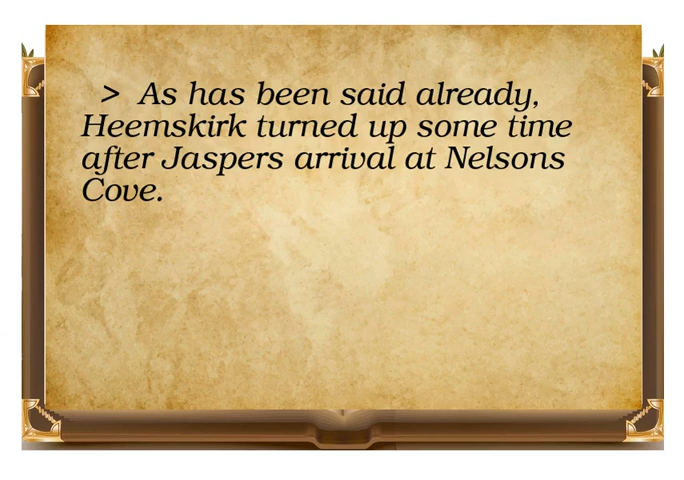 > As has been said already,
Heemskirk turned up some time
after Jaspers arrival at Nelsons
Cove.